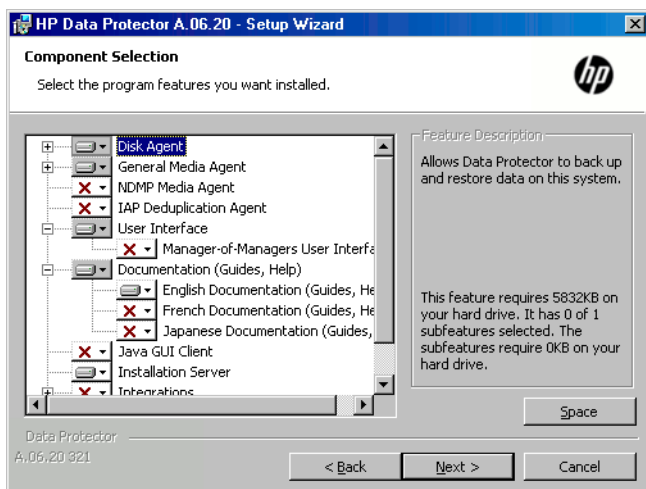 HP Data Protector A.06.20 - Setup Wizard
Component Selection
Select the program features you want installed.
hp
Disk Agent
General Media Agent
NDMP Media Agent
IAP Deduplication Agent
User Interface
Manager-of-Managers User Interfa
Documentation (Guides, Help)
English Documentation (Guides, He
French Documentation (Guides, He
Japanese Documentation (Guides,
Java GUI Client
Installation Server
Integrations
Feature Description
Allows Data Protector to back up
and restore data on this system.
This feature requires 5832KB on
your hard drive. It has 0 of 1
subfeatures selected. The
subfeatures require 0KB on your
hard drive.
Space
Data Protector
A.06.20 321
< Back
Next >
Cancel